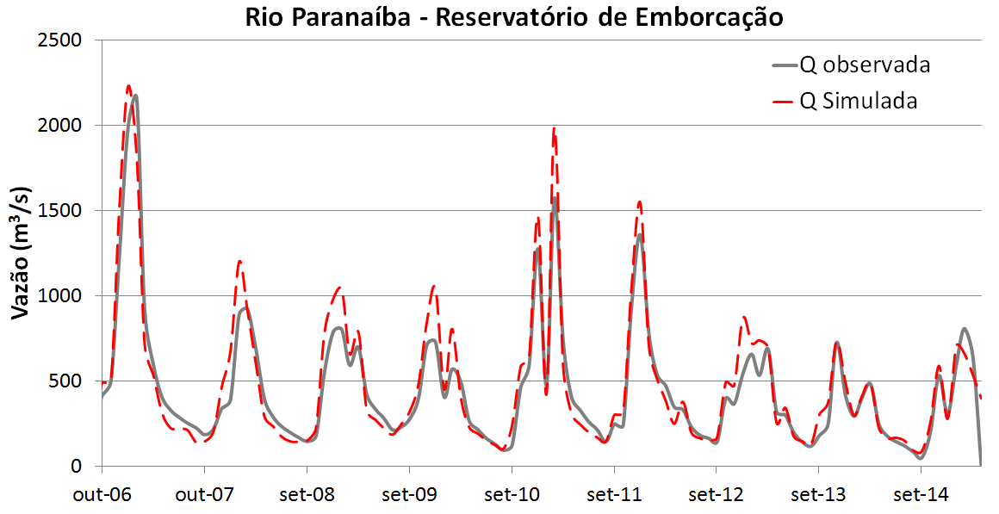 Rio Paranaíba - Reservatório de Emborcação
2500
Q observada
Q Simulada
2000
1500
1000
500
0
Vazão (m³/s)
out-06 out-07 set-08 set-09 set-10 set-11 set-12 set-13 set-14